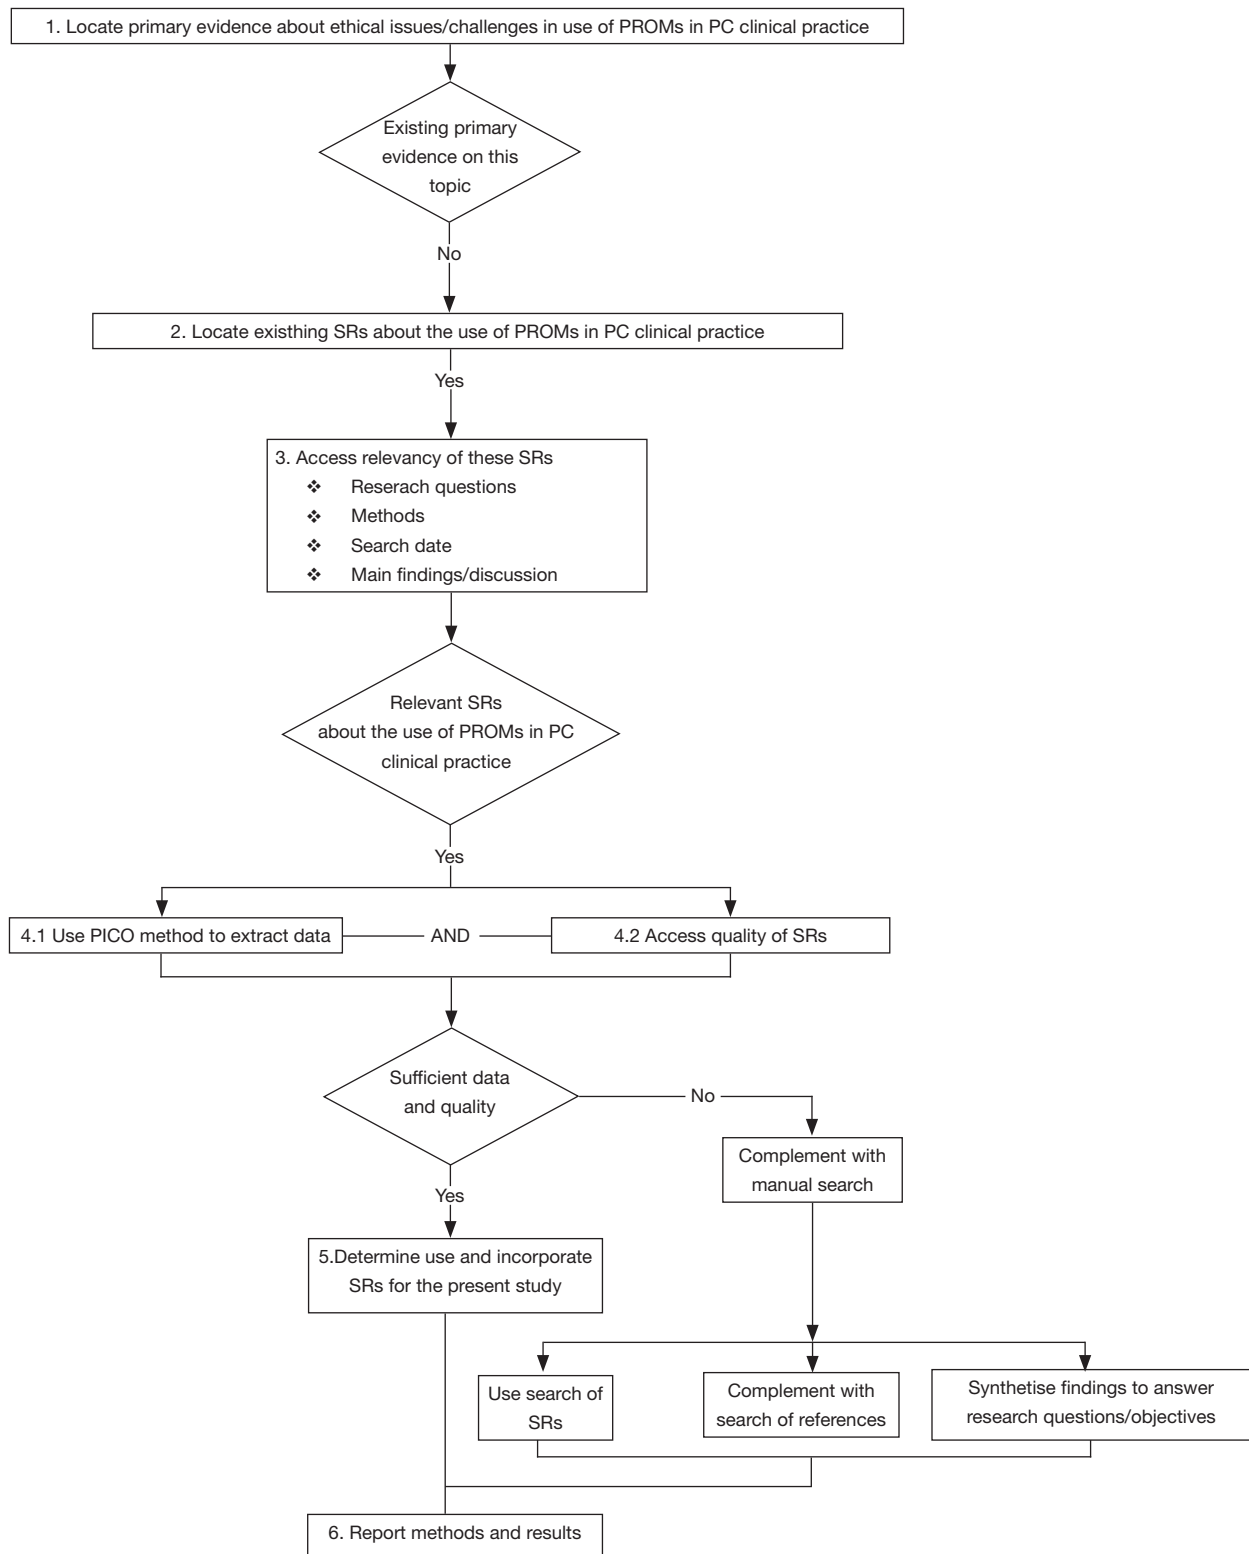 1. Locate primary evidence about ethical issues/challenges in use of PROMs in PC clinical practice
Existing primary
evidence on this
topic
No
2. Locate existhing SRs about the use of PROMs in PC clinical practice
Yes
3. Access relevancy of these SRs
❖ Reserach questions
❖ Methods
❖ Search date
❖ Main findings/discussion
Relevant SRs
about the use of PROMs in PC
clinical practice
Yes
4.1 Use PICO method to extract data
AND
4.2 Access quality of SRs
Sufficient data
and quality
No
Complement with
manual search
Yes
5.Determine use and incorporate
SRs for the present study
Use search of
SRs
Complement with
search of references
Synthetise findings to answer
research questions/objectives
6. Report methods and results